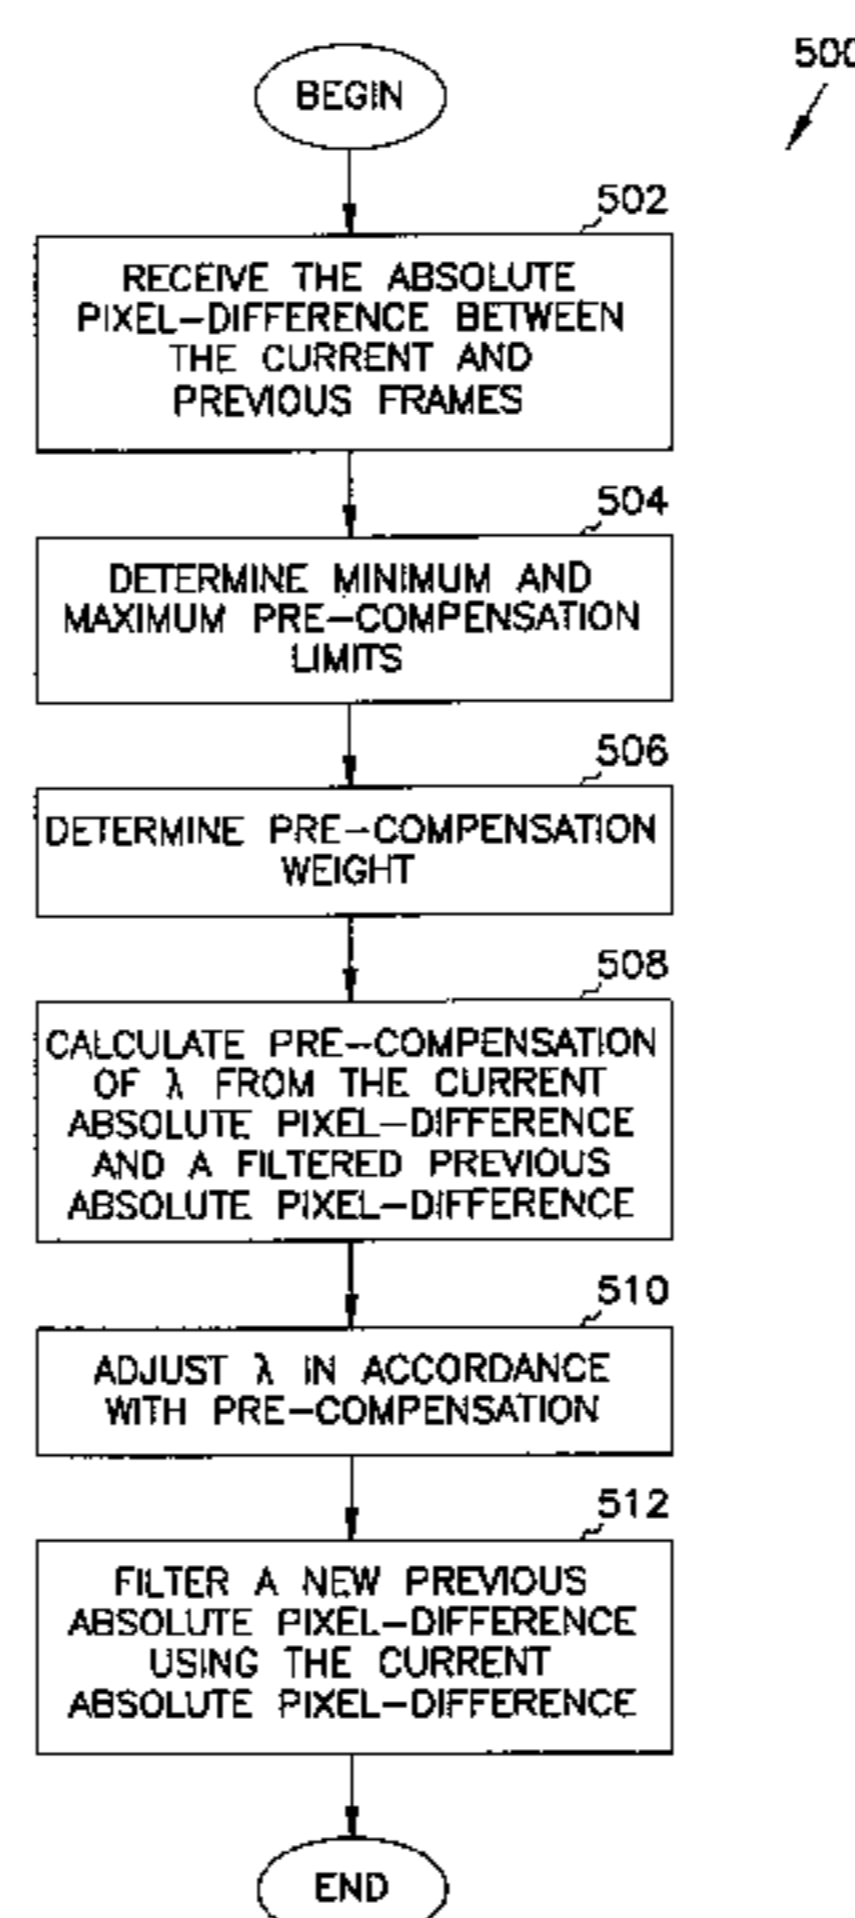 500
BEGIN
502
RECEIVE THE ABSOLUTE
PIXEL-DIFFERENCE BETWEEN
THE CURRENT AND
PREVIOUS FRAMES
504
DETERMINE MINIMUM AND
MAXIMUM PRE-COMPENSATION
LIMITS
506
DETERMINE PRE-COMPENSATION
WEIGHT
508
CALCULATE PRE-COMPENSATION
OF λ FROM THE CURRENT
ABSOLUTE PIXEL-DIFFERENCE
AND A FILTERED PREVIOUS
ABSOLUTE PIXEL-DIFFERENCE
510
ADJUST λ IN ACCORDANCE
WITH PRE-COMPENSATION
512
FILTER A NEW PREVIOUS
ABSOLUTE PIXEL-DIFFERENCE
USING THE CURRENT
ABSOLUTE PIXEL-DIFFERENCE
END